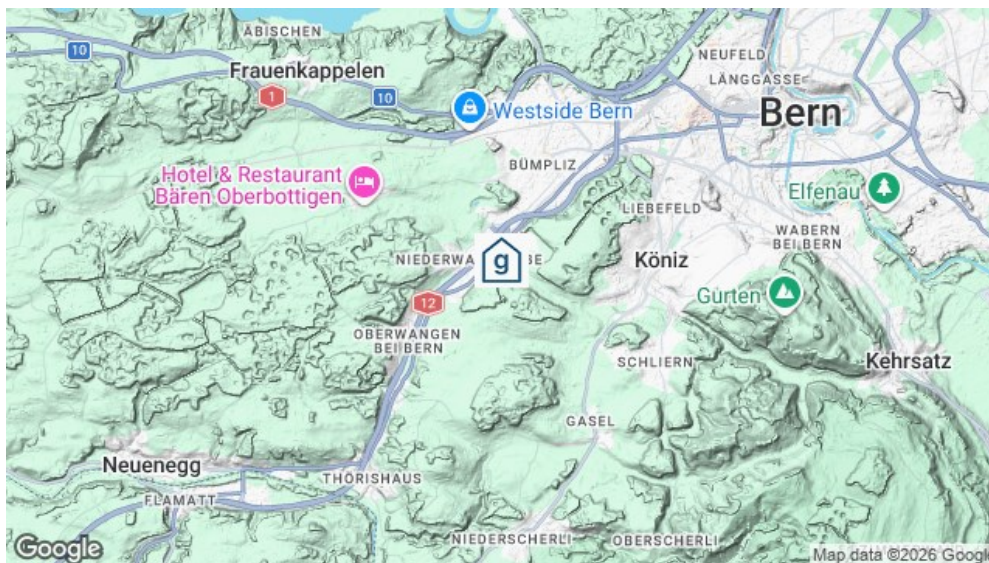 ÄBISCHEN
10
Frauenkappelen
1
10
Westside Bern
NEUFELD
LÄNGGASSE
Bern
BÜMPLIZ
Hotel & Restaurant
Bären Oberbottigen
Elfenau
LIEBEFELD
WABERN
BEI BERN
g
Köniz
Gurten
12
OBERWANGEN
BEI BERN
SCHLIERN
Kehrsatz
GASEL
Neuenegg
THÖRISHAUS
FLAMATT
NIEDERSCHERLI
OBERSCHERLI
Google
Map data ©2026 Google